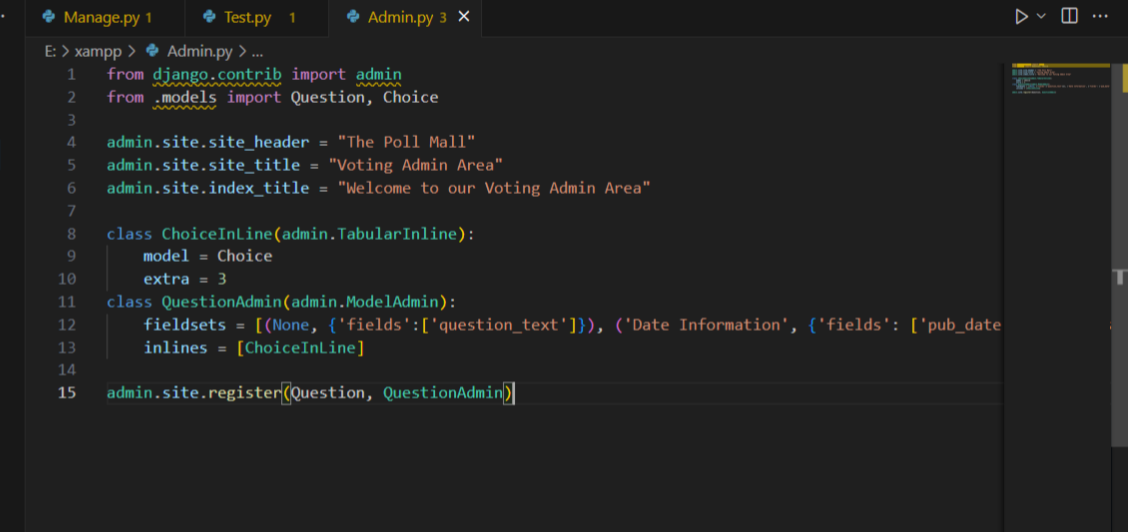 Manage.py 1 Test.py 1 Admin.py 3
E: > xampp > Admin.py > ...
1 from django.contrib import admin
2 from .models import Question, Choice
3
4 admin.site.site_header = "The Poll Mall"
5 admin.site.site_title = "Voting Admin Area"
6 admin.site.index_title = "Welcome to our Voting Admin Area"
7
8 class ChoiceInLine(admin.TabularInline):
9 model = Choice
10 extra = 3
11 class QuestionAdmin(admin.ModelAdmin):
12 fieldsets = [(None, {'fields':['question_text']}), ('Date Information', {'fields': ['pub_date
13 inlines = [ChoiceInLine]
14
15 admin.site.register(Question, QuestionAdmin)